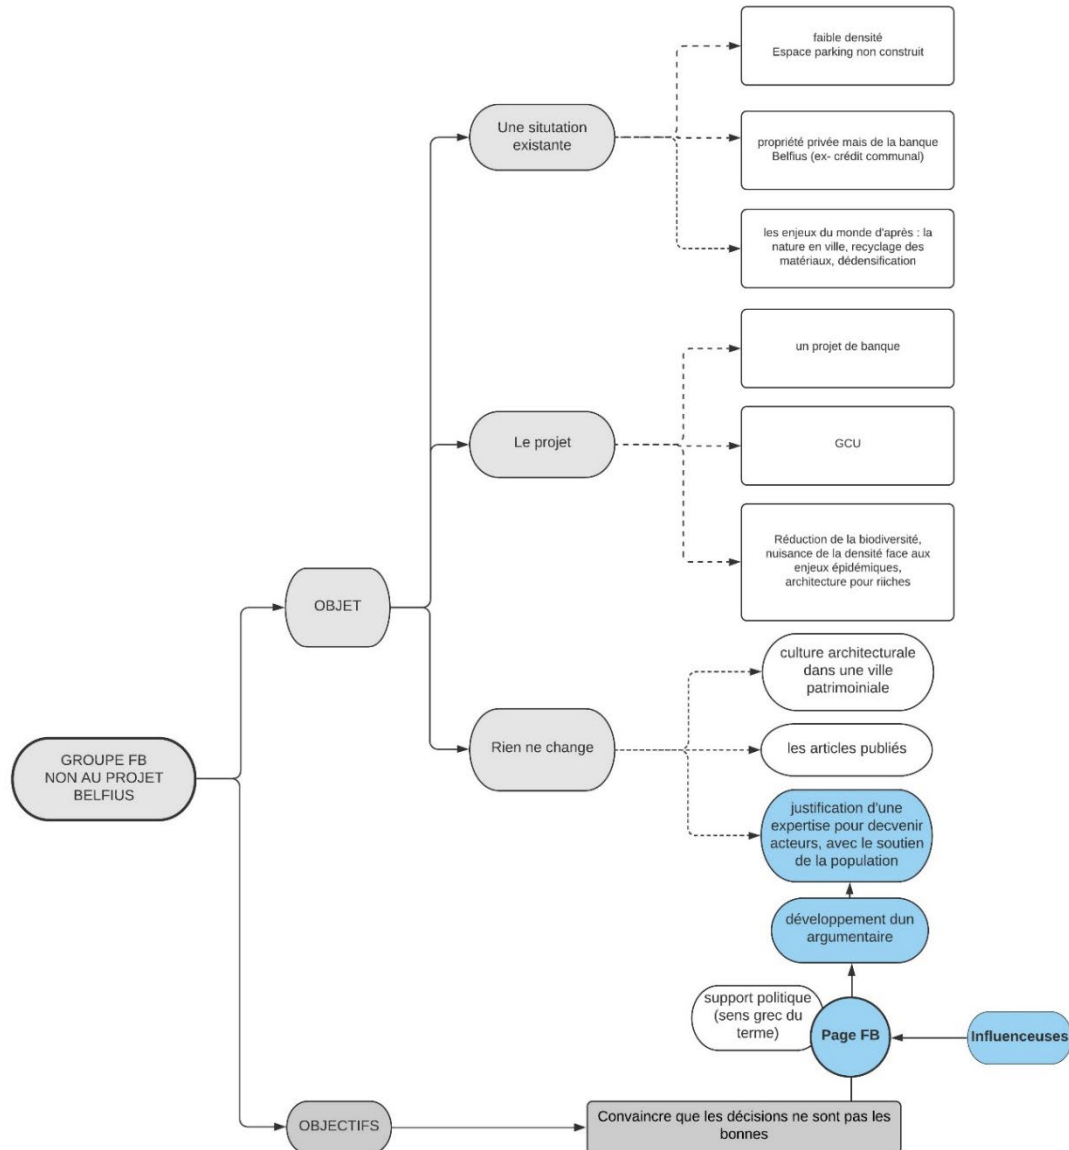 faible densité
Espace parking non construit
Une situtation
existante
propriété privée mais de la banque
Belfius (ex- crédit communal)
les enjeux du monde d'après : la
nature en ville, recyclage des
matériaux, dédensification
un projet de banque
Le projet
GCU
Réduction de la biodiversité,
nuisance de la densité face aux
enjeux épidémiques,
architecture pour riiches
OBJET
culture architecturale
dans une ville
patrimoiniale
Rien ne change
les articles publiés
GROUPE FB
NON AU PROJET
BELFIUS
justification d'une
expertise pour decvenir
acteurs, avec le soutien
de la population
développement dun
argumentaire
support politique
(sens grec du
terme)
Page FB
Influenceuses
OBJECTIFS
Convaincre que les décisions ne sont pas les
bonnes